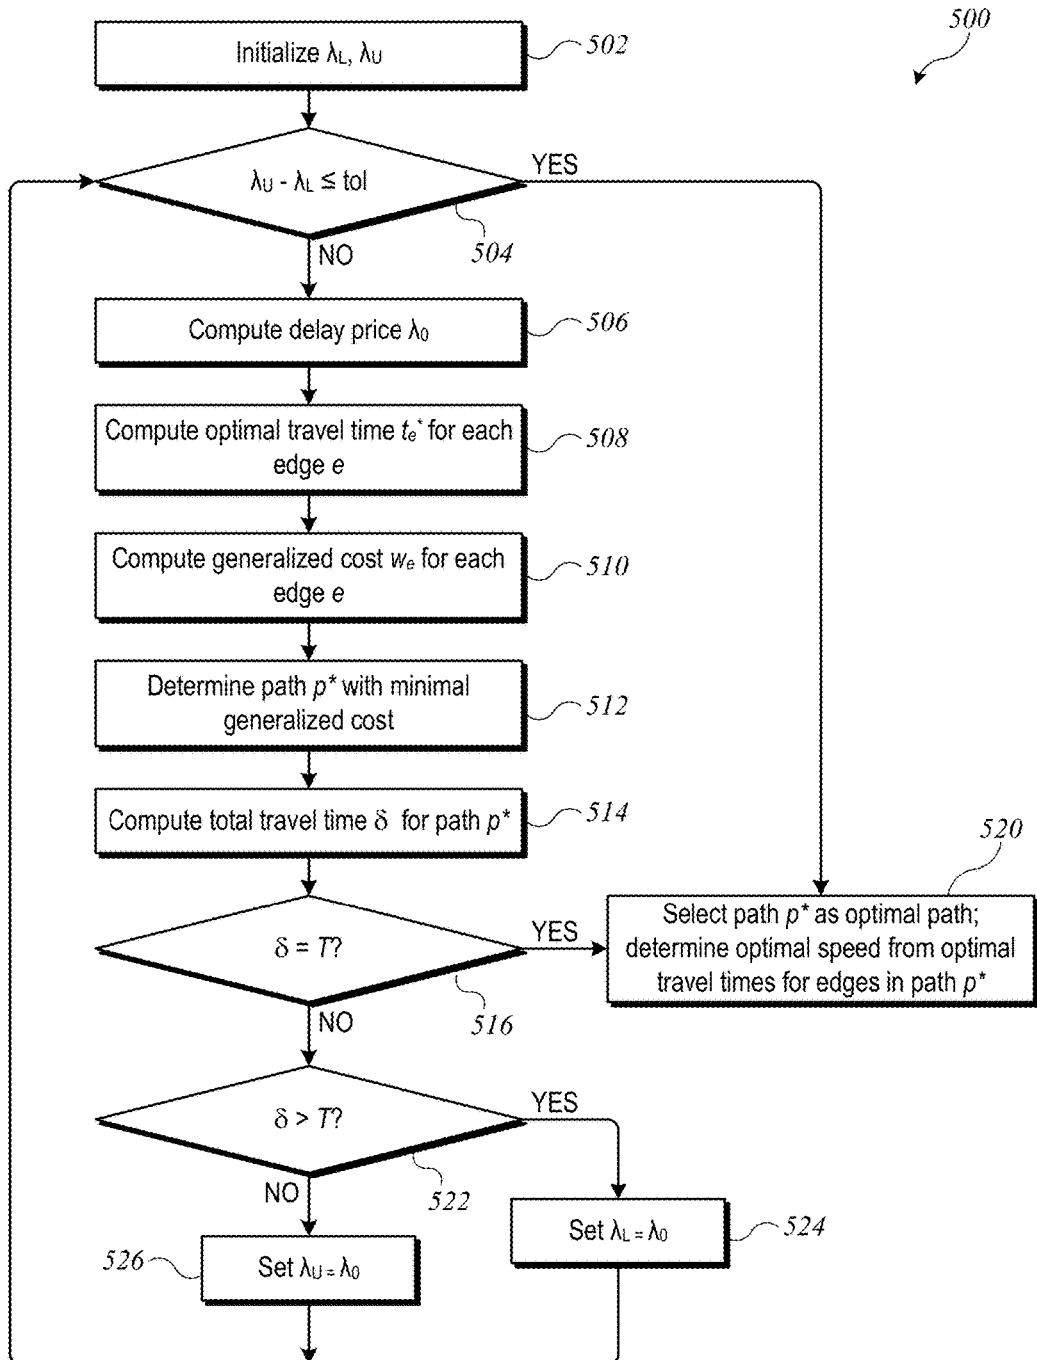 500
Initialize λL, λU
502
λU - λL ≤ tol
YES
504
NO
Compute delay price λ0
506
Compute optimal travel time te* for each
edge e
508
Compute generalized cost we for each
edge e
510
Determine path p* with minimal
generalized cost
512
Compute total travel time δ for path p*
514
520
Select path p* as optimal path;
determine optimal speed from optimal
travel times for edges in path p*
δ = T?
YES
516
NO
δ > T?
YES
522
NO
Set λL = λ0
524
526
Set λU = λ0